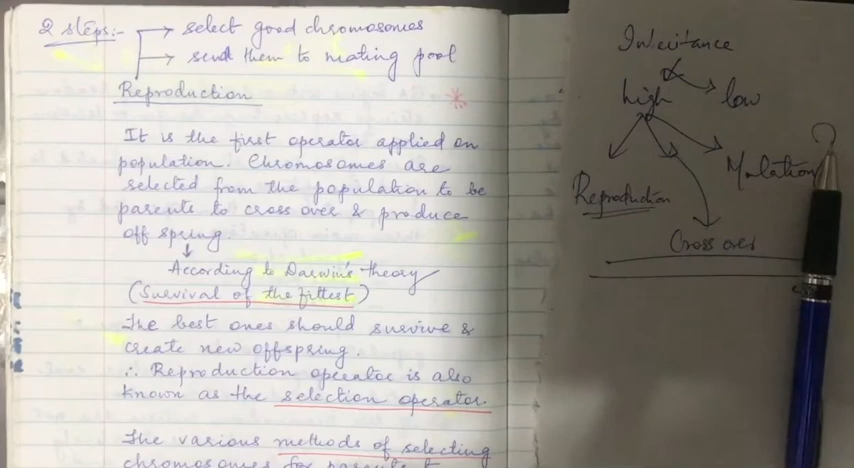 2 steps:- → select good chromosomes
→ send them to mating pool
Reproduction
It is the first operator applied on
population. Chromosomes are
selected from the population to be
parents to cross over & produce
off spring.
↓
According to Darwin's theory
(Survival of the fittest)
The best ones should survive &
create new offspring.
∴ Reproduction operator is also
known as the selection operator.
The various methods of selecting
chromosomes for parents t
Inheritance
high low
Reproduction
Mutation
Cross over